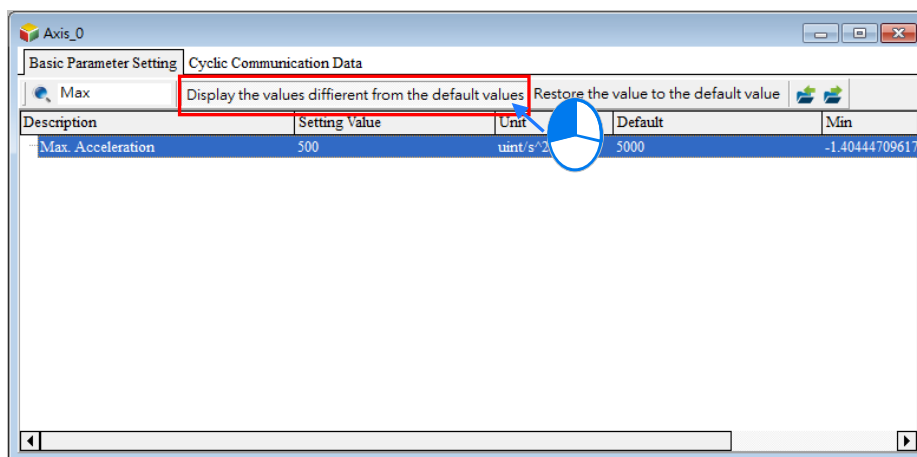 Axis_0
Basic Parameter Setting Cyclic Communication Data
Max Display the values diffierent from the default values Restore the value to the default value
Description Setting Value Unit Default Min
Max. Acceleration 500 uint/s^2 5000 -1.40444709617